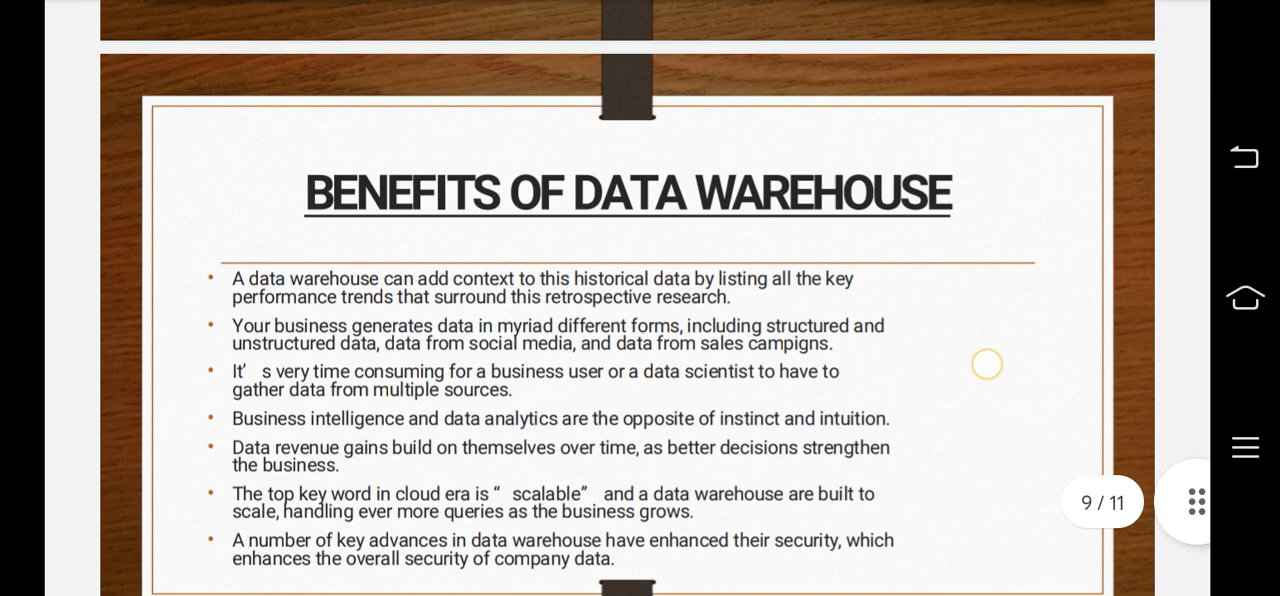 BENEFITS OF DATA WAREHOUSE
• A data warehouse can add context to this historical data by listing all the key
performance trends that surround this retrospective research.
• Your business generates data in myriad different forms, including structured and
unstructured data, data from social media, and data from sales campigns.
• It' s very time consuming for a business user or a data scientist to have to
gather data from multiple sources.
• Business intelligence and data analytics are the opposite of instinct and intuition.
• Data revenue gains build on themselves over time, as better decisions strengthen
the business.
• The top key word in cloud era is “ scalable” and a data warehouse are built to
scale, handling ever more queries as the business grows.
• A number of key advances in data warehouse have enhanced their security, which
enhances the overall security of company data.
9 / 11